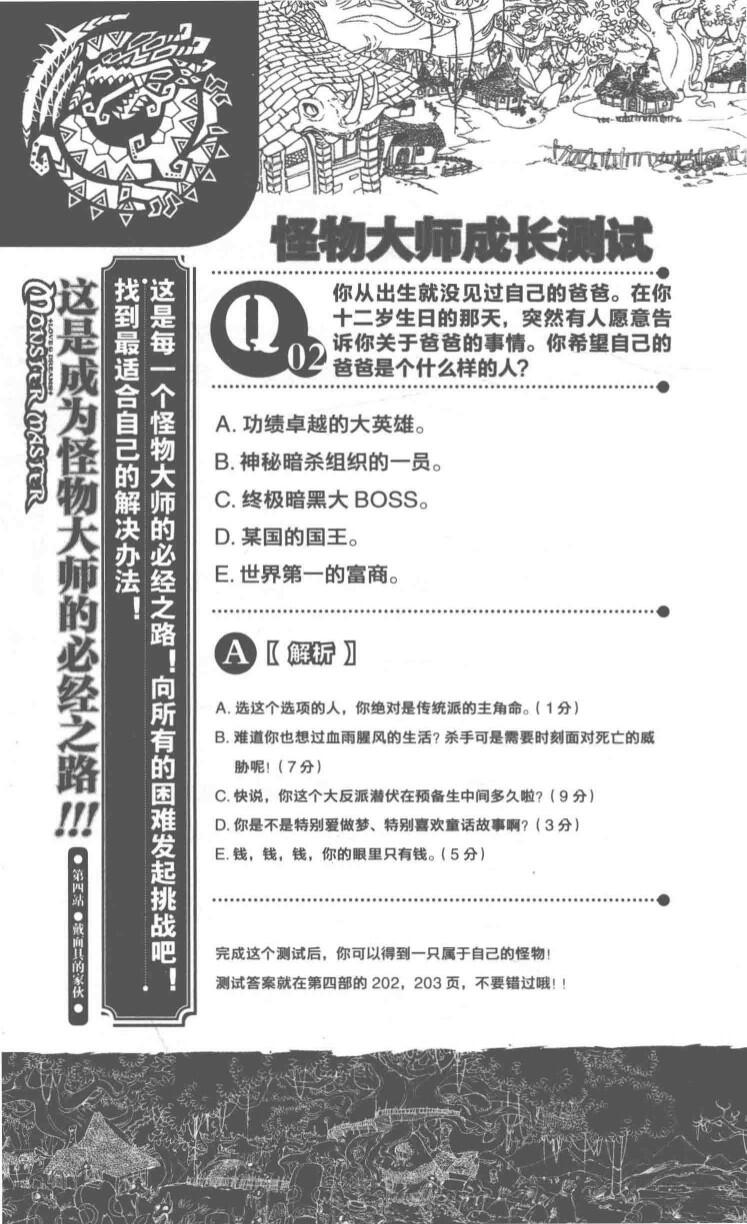 怪物大师成长测试
Q 02
你从出生就没见过自己的爸爸。在你
十二岁生日的那天，突然有人愿意告
诉你关于爸爸的事情。你希望自己的
爸爸是个什么样的人？
A. 功绩卓越的大英雄。
B. 神秘暗杀组织的一员。
C. 终极暗黑大 BOSS。
D. 某国的国王。
E. 世界第一的富商。
A【 解析 】
A. 选这个选项的人，你绝对是传统派的主角命。（1 分）
B. 难道你也想过血雨腥风的生活？杀手可是需要时刻面对死亡的威
胁呢！（7 分）
C. 快说，你这个大反派潜伏在预备生中间多久啦？（9 分）
D. 你是不是特别爱做梦、特别喜欢童话故事啊？（3 分）
E. 钱，钱，钱，你的眼里只有钱。（5 分）
完成这个测试后，你可以得到一只属于自己的怪物！
测试答案就在第四部的 202，203 页，不要错过哦！！
这是每一个怪物大师的必经之路！向所有的困难发起挑战吧！
找到最适合自己的解决办法！
这是成为怪物大师的必经之路!!!
●第四站●戴面具的家伙●
+LOVE & DREAMS+
MONSTER MASTER